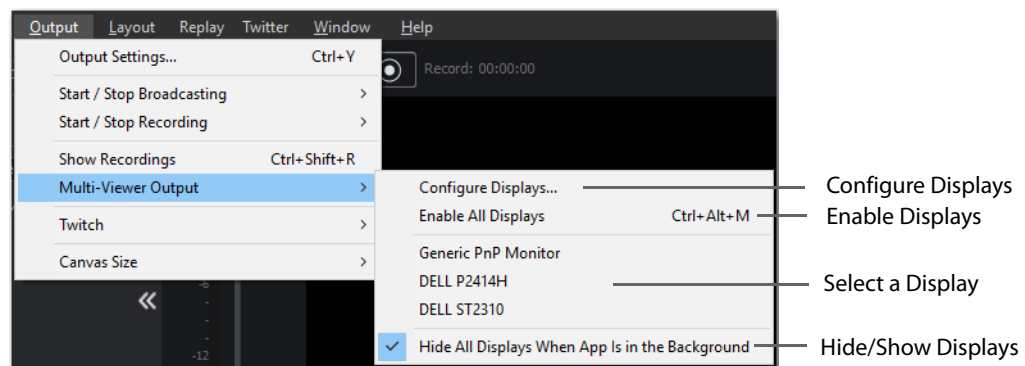 Output Layout Replay Twitter Window Help
Output Settings... Ctrl+Y
Record: 00:00:00
Start / Stop Broadcasting
Start / Stop Recording
Show Recordings Ctrl+Shift+R
Multi-Viewer Output
Configure Displays... Configure Displays
Enable All Displays Ctrl+Alt+M Enable Displays
Twitch
Generic PnP Monitor
Canvas Size
DELL P2414H Select a Display
-6
DELL ST2310
Hide All Displays When App Is in the Background Hide/Show Displays
-12